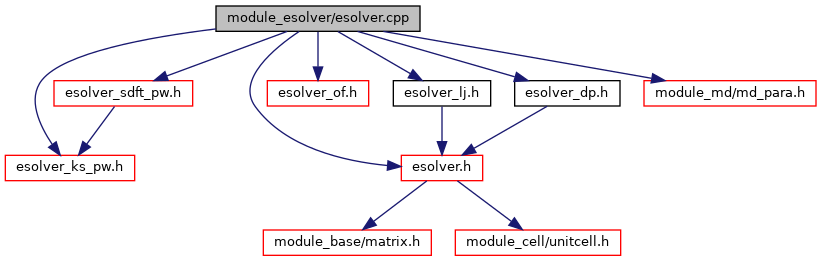 module_esolver/esolver.cpp
esolver_sdft_pw.h
esolver_of.h
esolver_lj.h
esolver_dp.h
module_md/md_para.h
esolver_ks_pw.h
esolver.h
module_base/matrix.h
module_cell/unitcell.h